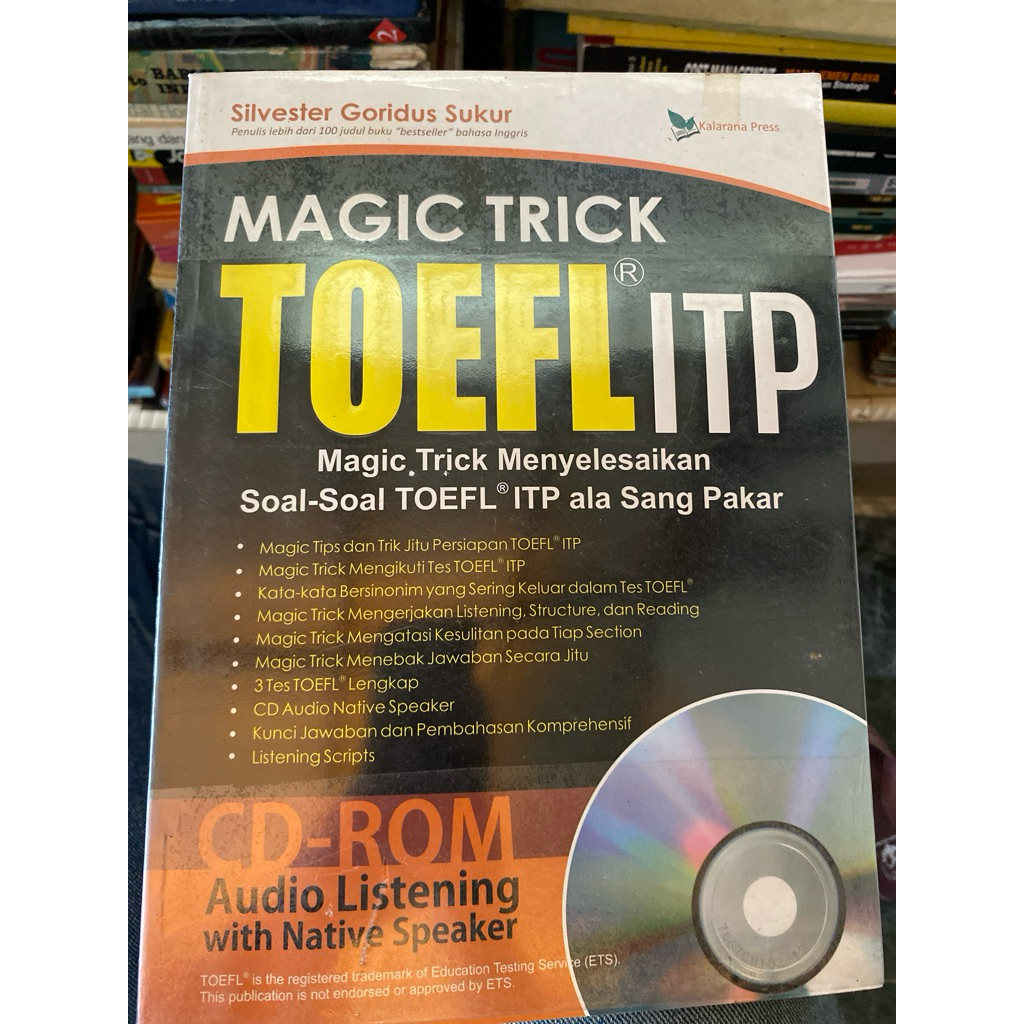 COST MANAGEMENT
Silvester Goridus Sukur
Penulis lebih dari 100 judul buku "bestseller" bahasa Inggris
Kalarana Press
MAGIC TRICK
TOEFL® ITP
Magic Trick Menyelesaikan
Soal-Soal TOEFL® ITP ala Sang Pakar
• Magic Tips dan Trik Jitu Persiapan TOEFL® ITP
• Magic Trick Mengikuti Tes TOEFL® ITP
• Kata-kata Bersinonim yang Sering Keluar dalam Tes TOEFL®
• Magic Trick Mengerjakan Listening, Structure, dan Reading
• Magic Trick Mengatasi Kesulitan pada Tiap Section
• Magic Trick Menebak Jawaban Secara Jitu
• 3 Tes TOEFL® Lengkap
• CD Audio Native Speaker
• Kunci Jawaban dan Pembahasan Komprehensif
• Listening Scripts
CD-ROM
Audio Listening
with Native Speaker
TOEFL® is the registered trademark of Education Testing Service (ETS).
This publication is not endorsed or approved by ETS.